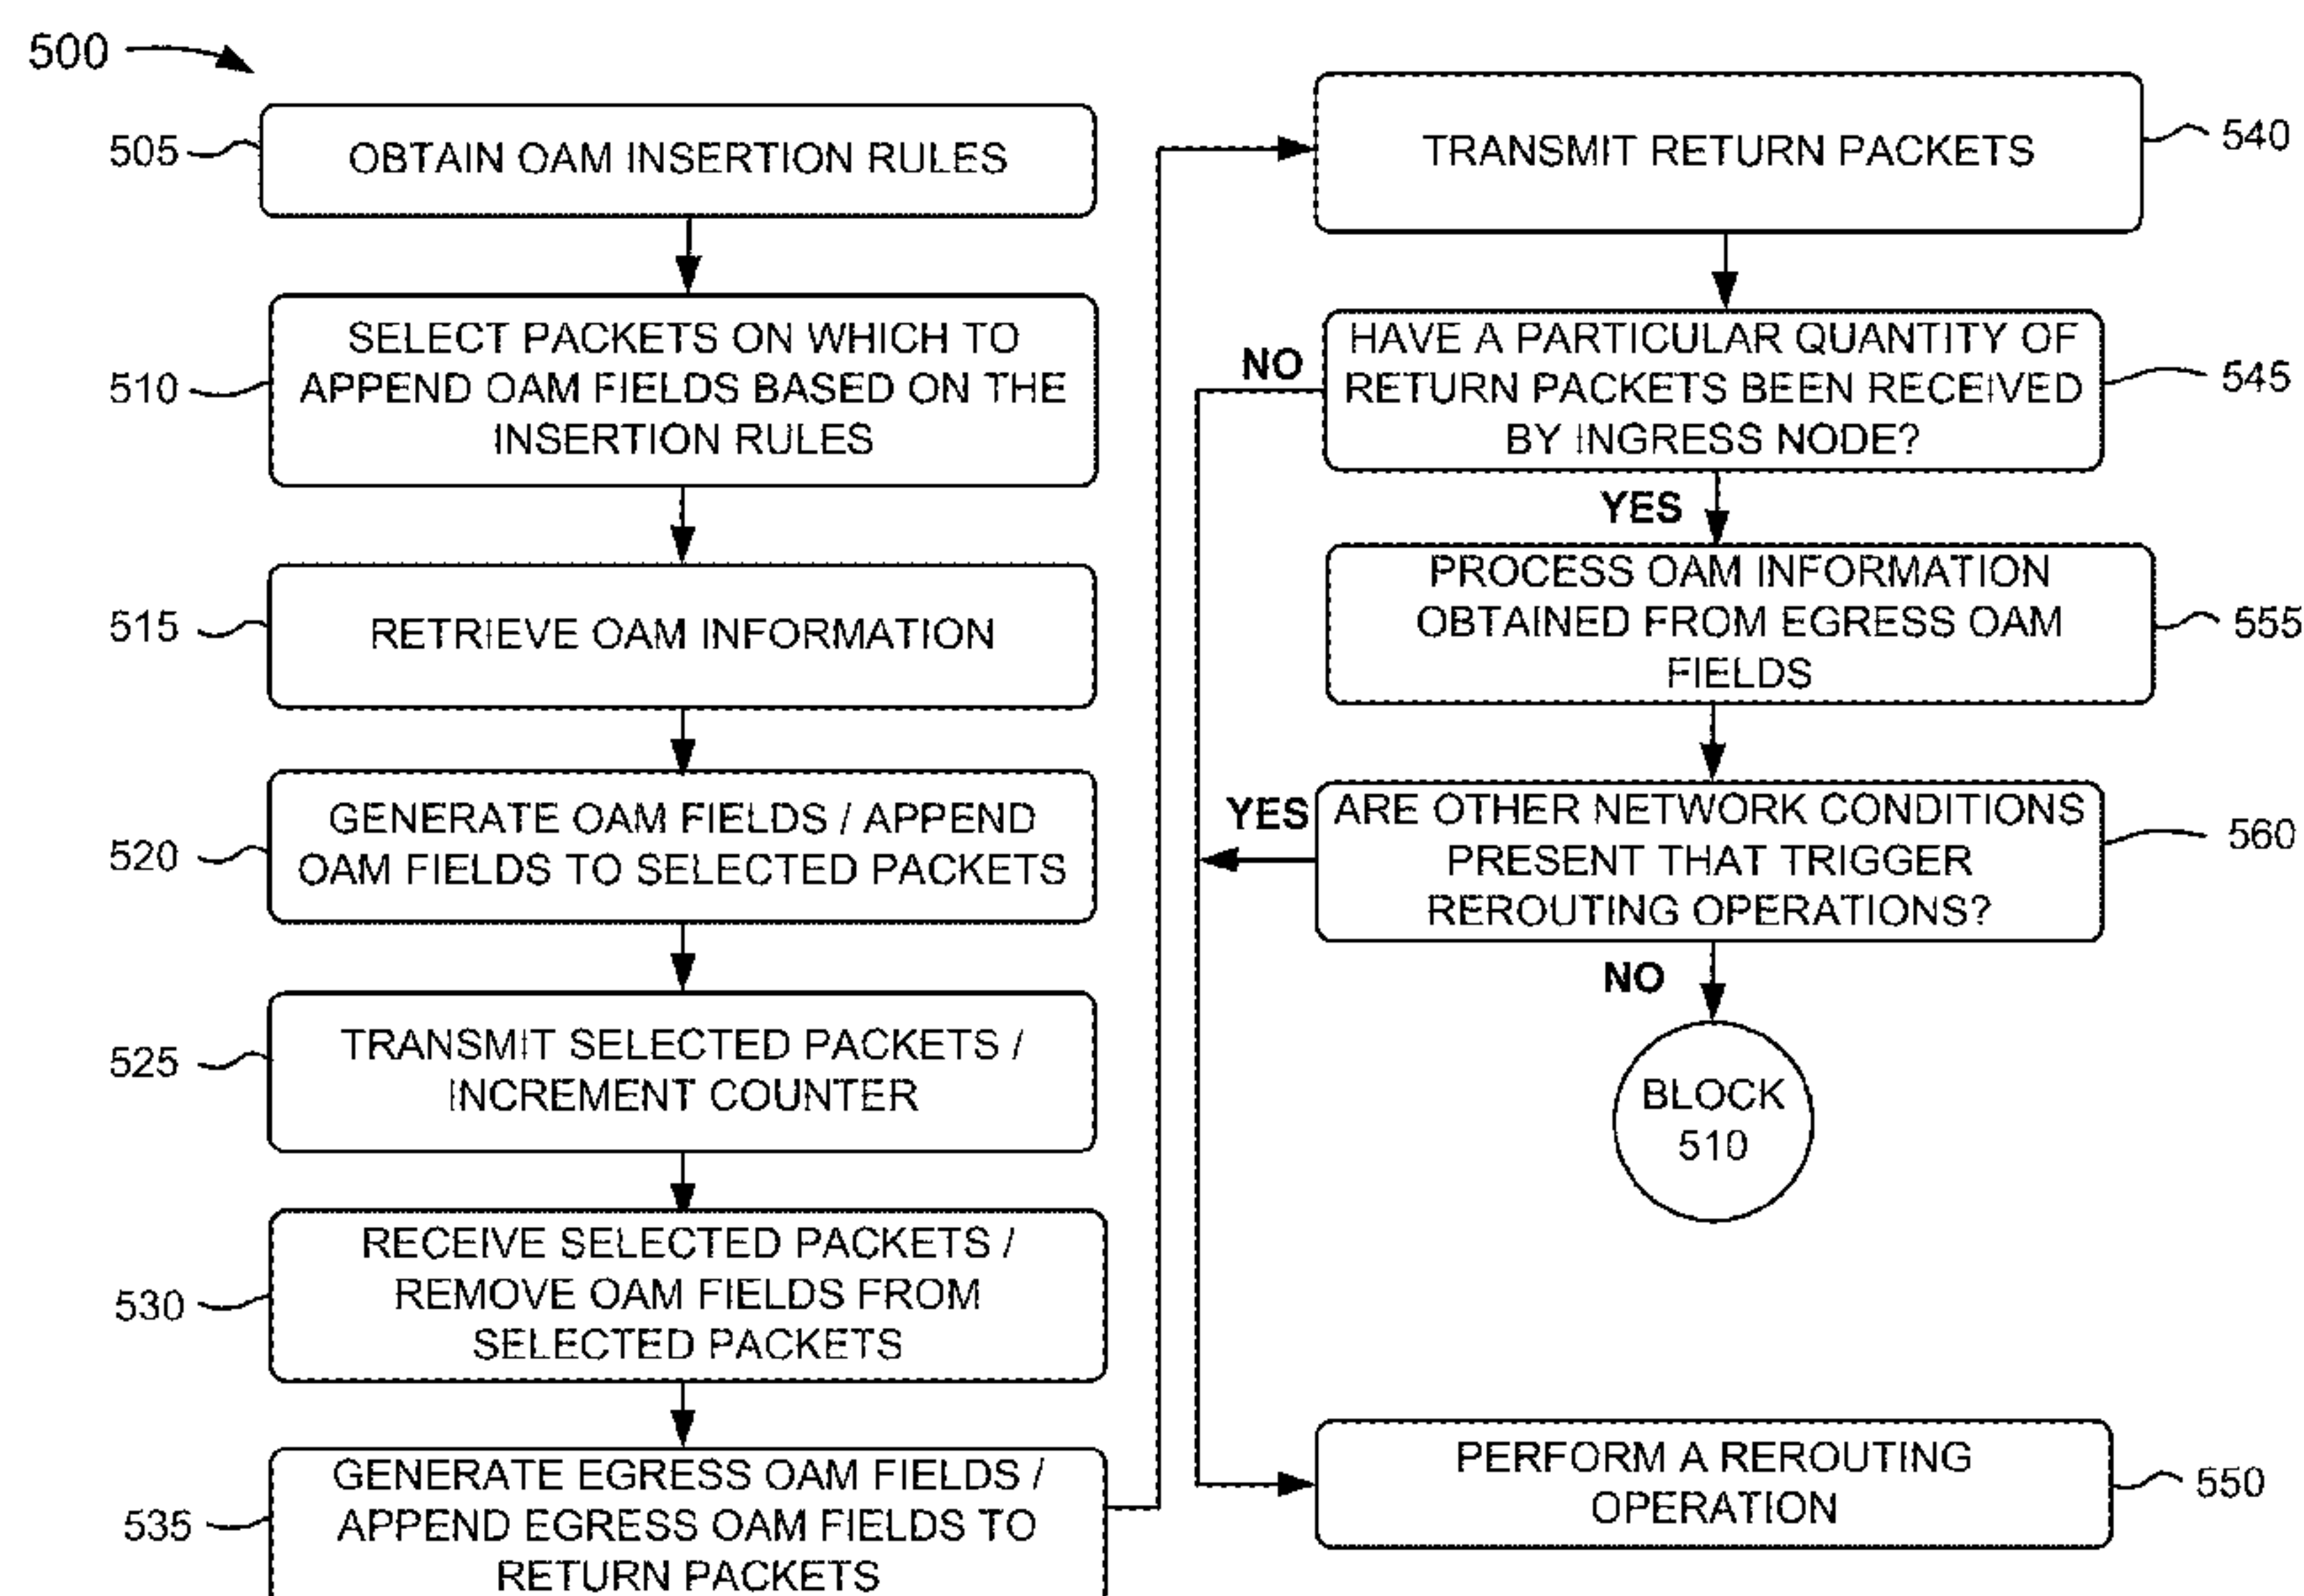 500
505
OBTAIN OAM INSERTION RULES
510
SELECT PACKETS ON WHICH TO
APPEND OAM FIELDS BASED ON THE
INSERTION RULES
515
RETRIEVE OAM INFORMATION
520
GENERATE OAM FIELDS / APPEND
OAM FIELDS TO SELECTED PACKETS
525
TRANSMIT SELECTED PACKETS /
INCREMENT COUNTER
530
RECEIVE SELECTED PACKETS /
REMOVE OAM FIELDS FROM
SELECTED PACKETS
535
GENERATE EGRESS OAM FIELDS /
APPEND EGRESS OAM FIELDS TO
RETURN PACKETS
TRANSMIT RETURN PACKETS
540
NO
HAVE A PARTICULAR QUANTITY OF
RETURN PACKETS BEEN RECEIVED
BY INGRESS NODE?
545
YES
PROCESS OAM INFORMATION
OBTAINED FROM EGRESS OAM
FIELDS
555
YES
ARE OTHER NETWORK CONDITIONS
PRESENT THAT TRIGGER
REROUTING OPERATIONS?
560
NO
BLOCK
510
PERFORM A REROUTING
OPERATION
550